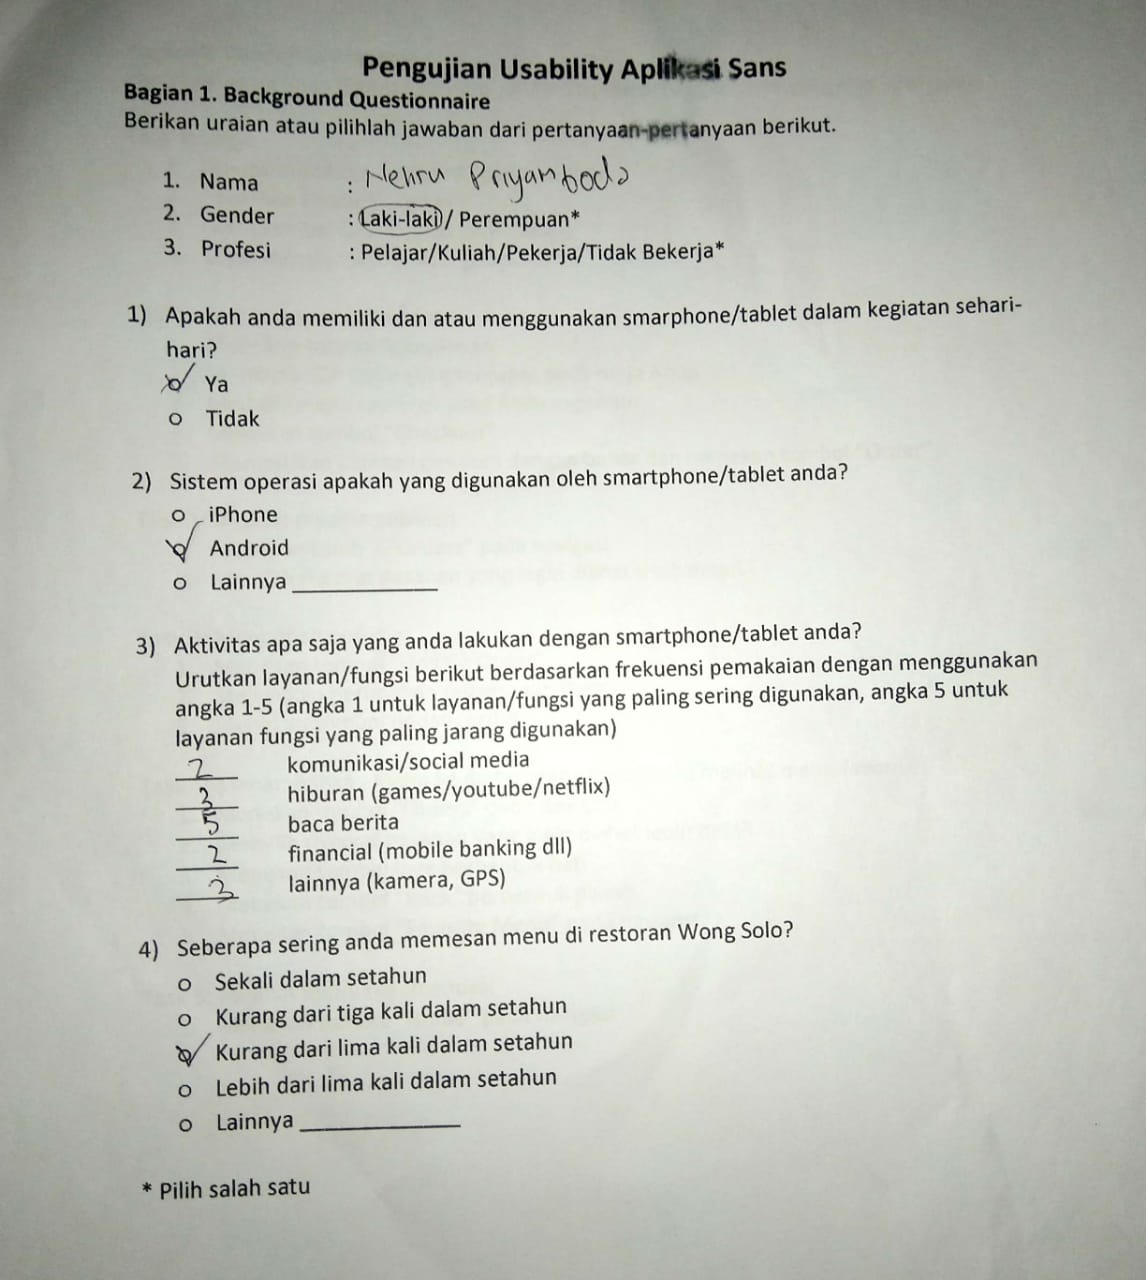 Pengujian Usability Aplikasi Sans
Bagian 1. Background Questionnaire
Berikan uraian atau pilihlah jawaban dari pertanyaan-pertanyaan berikut.
1. Nama : Nehru Priyambodo
2. Gender : Laki-laki / Perempuan*
3. Profesi : Pelajar/Kuliah/Pekerja/Tidak Bekerja*
1) Apakah anda memiliki dan atau menggunakan smarphone/tablet dalam kegiatan sehari-
hari?
Ya
o Tidak
2) Sistem operasi apakah yang digunakan oleh smartphone/tablet anda?
o iPhone
Android
o Lainnya
3) Aktivitas apa saja yang anda lakukan dengan smartphone/tablet anda?
Urutkan layanan/fungsi berikut berdasarkan frekuensi pemakaian dengan menggunakan
angka 1-5 (angka 1 untuk layanan/fungsi yang paling sering digunakan, angka 5 untuk
layanan fungsi yang paling jarang digunakan)
2 komunikasi/social media
3 hiburan (games/youtube/netflix)
5 baca berita
2 financial (mobile banking dll)
3 lainnya (kamera, GPS)
4) Seberapa sering anda memesan menu di restoran Wong Solo?
o Sekali dalam setahun
o Kurang dari tiga kali dalam setahun
Kurang dari lima kali dalam setahun
o Lebih dari lima kali dalam setahun
o Lainnya
* Pilih salah satu